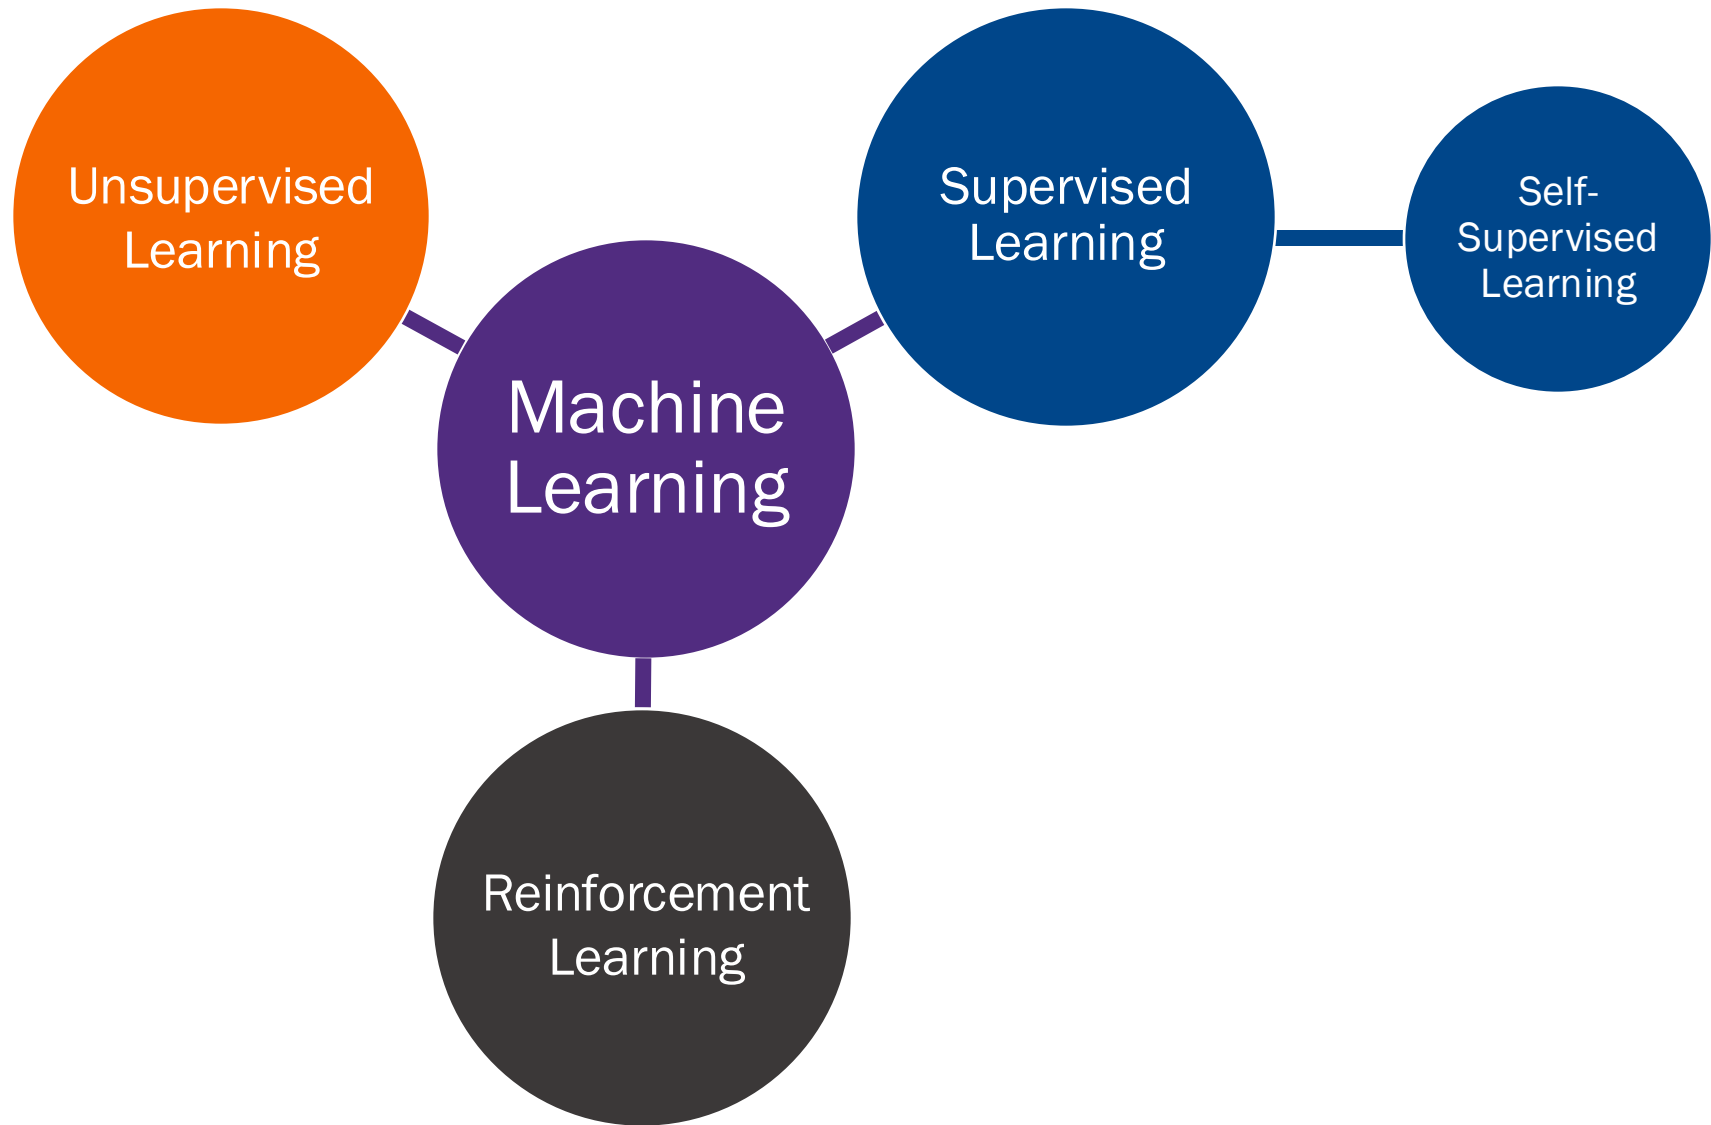 Unsupervised
Learning
Supervised
Learning
Self-
Supervised
Learning
Machine
Learning
Reinforcement
Learning